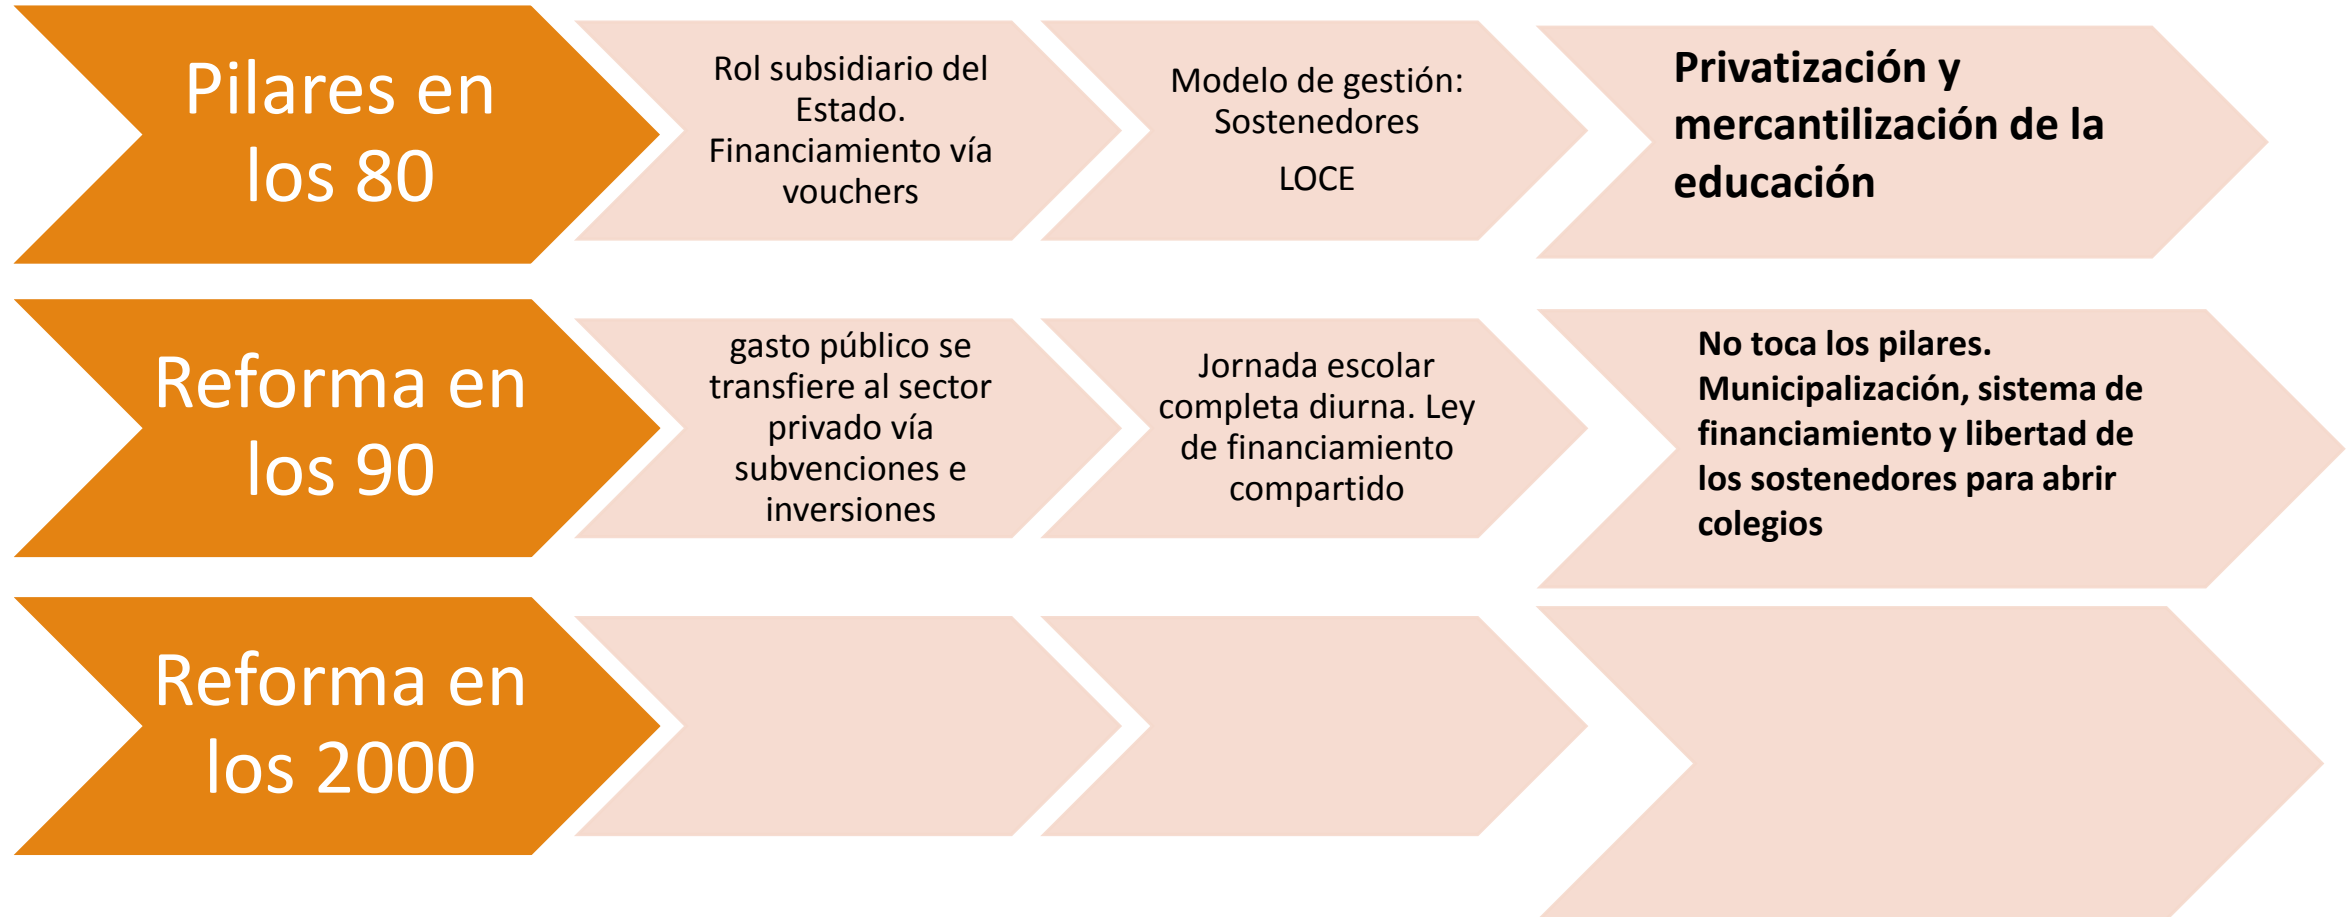 Pilares en
los 80
Rol subsidiario del
Estado.
Financiamiento vía
vouchers
Modelo de gestión:
Sostenedores
LOCE
Privatización y
mercantilización de la
educación
Reforma en
los 90
gasto público se
transfiere al sector
privado vía
subvenciones e
inversiones
Jornada escolar
completa diurna. Ley
de financiamiento
compartido
No toca los pilares.
Municipalización, sistema de
financiamiento y libertad de
los sostenedores para abrir
colegios
Reforma en
los 2000